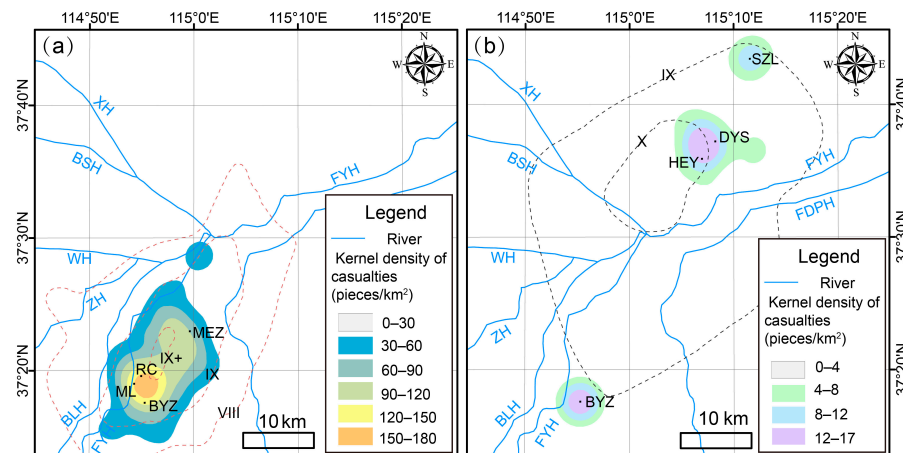 114°50'E
115°0'E
115°20'E
114°50'E
115°0'E
115°20'E
(a)
N
W
E
S
37°40'N
37°30'N
37°20'N
XH
BSH
WH
ZH
BLH
FY
FYH
MEZ
IX+
RC
IX
ML
BYZ
VIII
10 km
Legend
River
Kernel density of
casualties
(pieces/km²)
0–30
30–60
60–90
90–120
120–150
150–180
(b)
N
W
E
S
37°40'N
37°30'N
37°20'N
IX
SZL
XH
BSH
X
DYS
HEY
FYH
FDPH
WH
ZH
BLH
FYH
BYZ
10 km
Legend
River
Kernel density of
casualties
(pieces/km²)
0–4
4–8
8–12
12–17